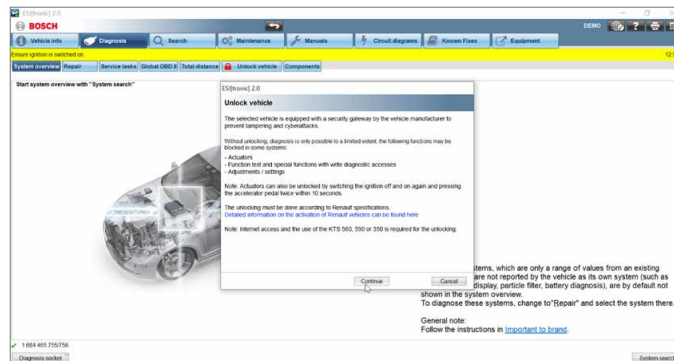 ESI[tronic] 2.0
BOSCH
DEMO
Vehicle info
Diagnosis
Search
Maintenance
Manuals
Circuit diagrams
Known Fixes
Equipment
Ensure ignition is switched on.
System overview
Repair
Service tasks
Global OBD II
Total distance
Unlock vehicle
Components
Start system overview with "System search"
ESI[tronic] 2.0
Unlock vehicle
The selected vehicle is equipped with a security gateway by the vehicle manufacturer to
prevent tampering and cyberattacks.
Without unlocking, diagnosis is only possible to a limited extent, the following functions may be
blocked in some systems:
- Actuators
- Function test and special functions with write diagnostic accesses
- Adjustments / settings
Note: Actuators can also be unlocked by switching the ignition off and on again and pressing
the accelerator pedal twice within 10 seconds.
The unlocking must be done according to Renault specifications.
Detailed information on the activation of Renault vehicles can be found here
Note: Internet access and the use of the KTS 560, 590 or 350 is required for the unlocking.
Continue
Cancel
stems, which are only a range of values from an existing
are not reported by the vehicle as its own system (such as
display, particle filter, battery diagnosis), are by default not
shown in the system overview.
To diagnose these systems, change to "Repair" and select the system there.
General note:
Follow the instructions in Important to brand.
1 684 465 755/756
Diagnosis socket
System search